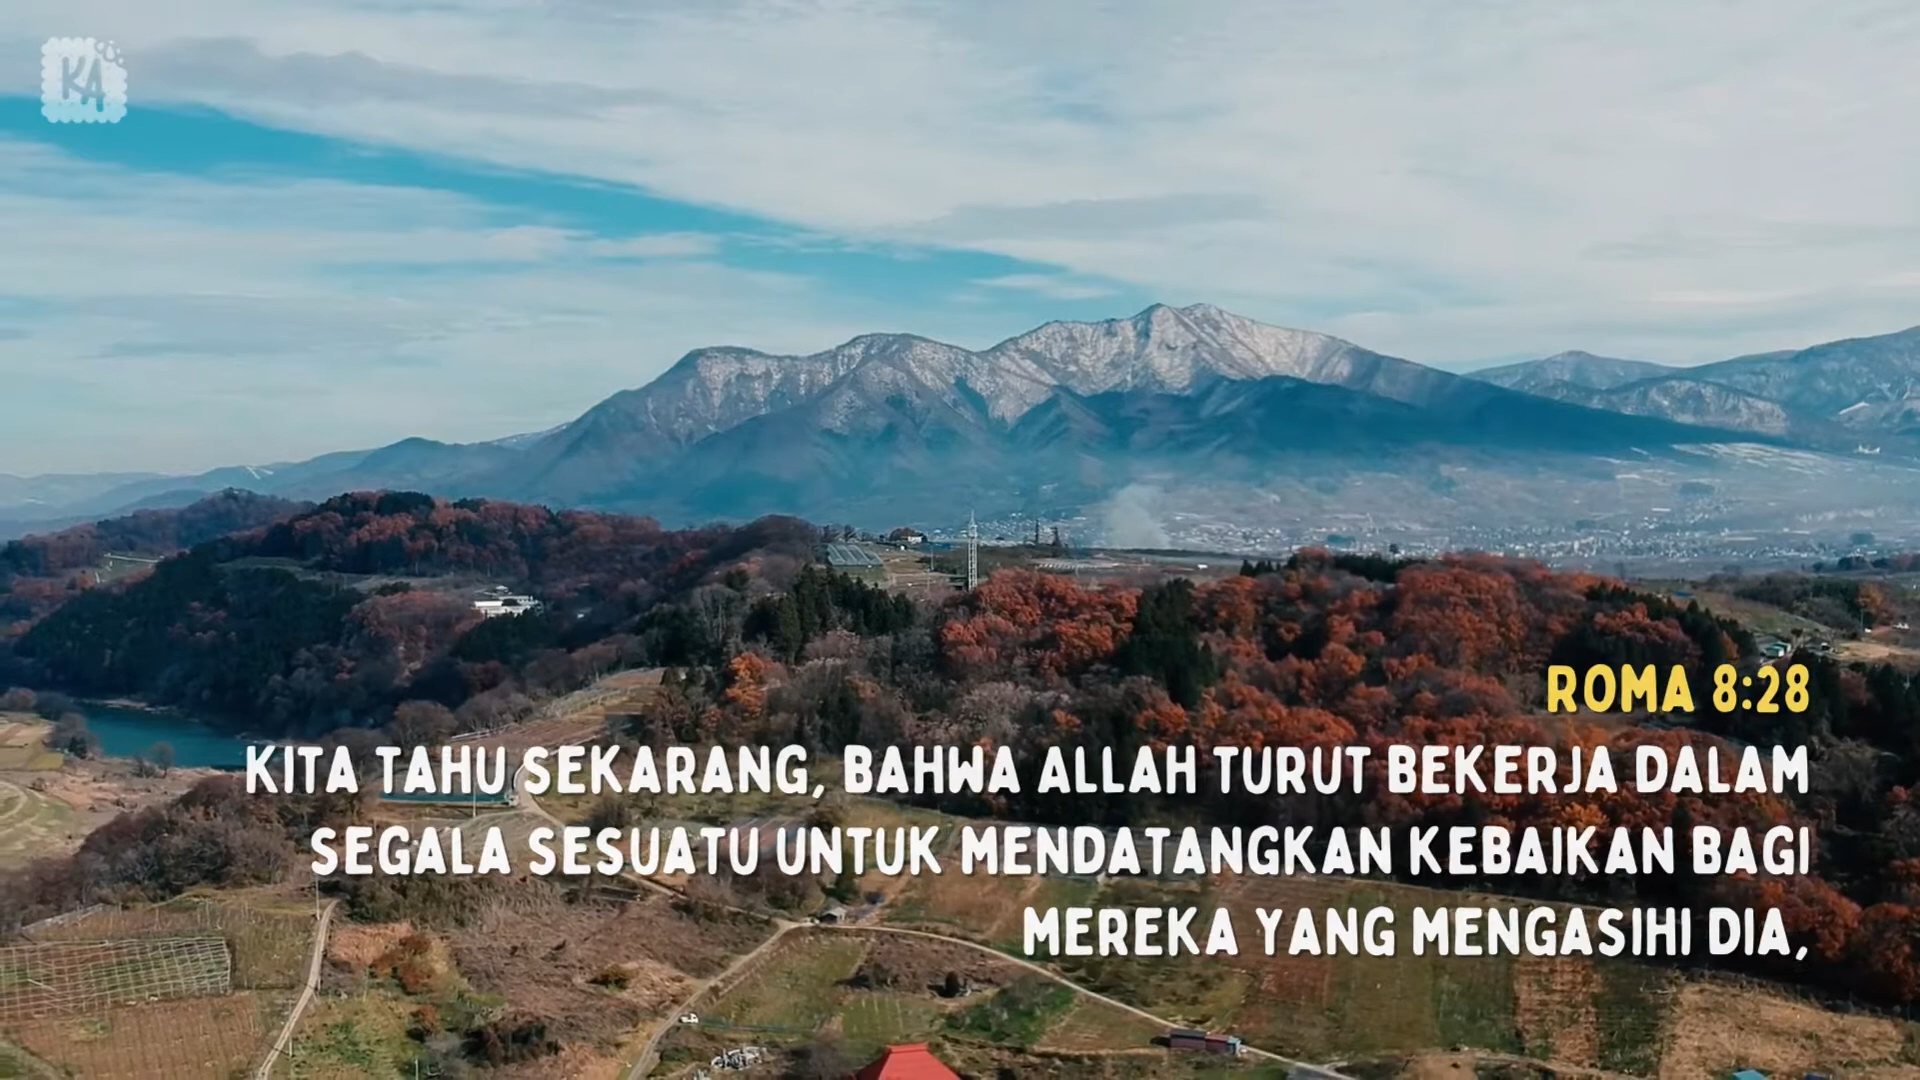 KA
ROMA 8:28
KITA TAHU SEKARANG, BAHWA ALLAH TURUT BEKERJA DALAM
SEGALA SESUATU UNTUK MENDATANGKAN KEBAIKAN BAGI
MEREKA YANG MENGASIHI DIA,